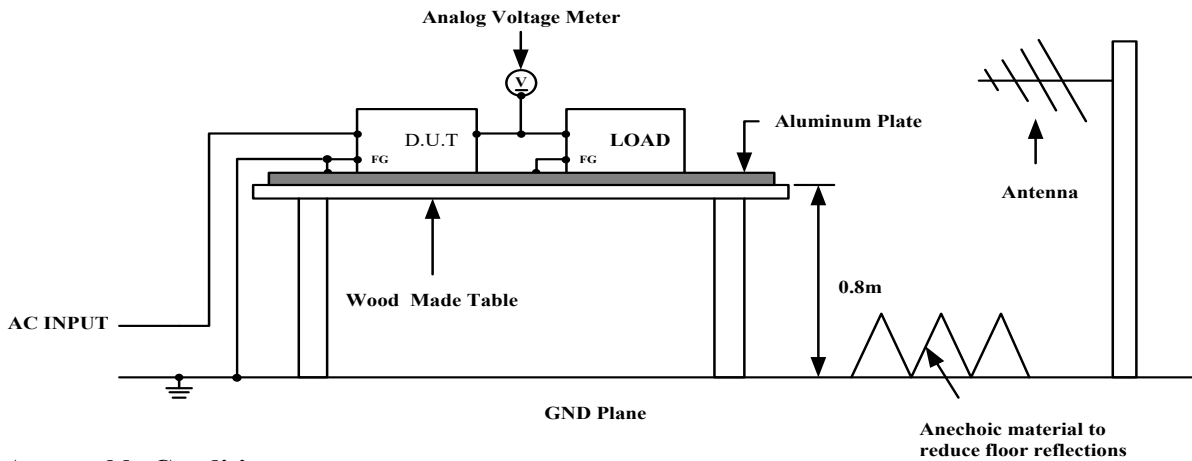 Analog Voltage Meter
V
D.U.T
LOAD
FG
FG
Aluminum Plate
Antenna
Wood Made Table
0.8m
AC INPUT
GND Plane
Anechoic material to
reduce floor reflections